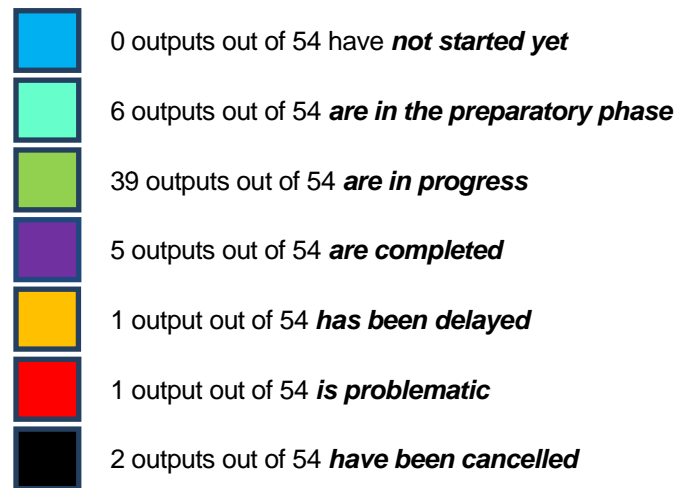 0 outputs out of 54 have not started yet
6 outputs out of 54 are in the preparatory phase
39 outputs out of 54 are in progress
5 outputs out of 54 are completed
1 output out of 54 has been delayed
1 output out of 54 is problematic
2 outputs out of 54 have been cancelled